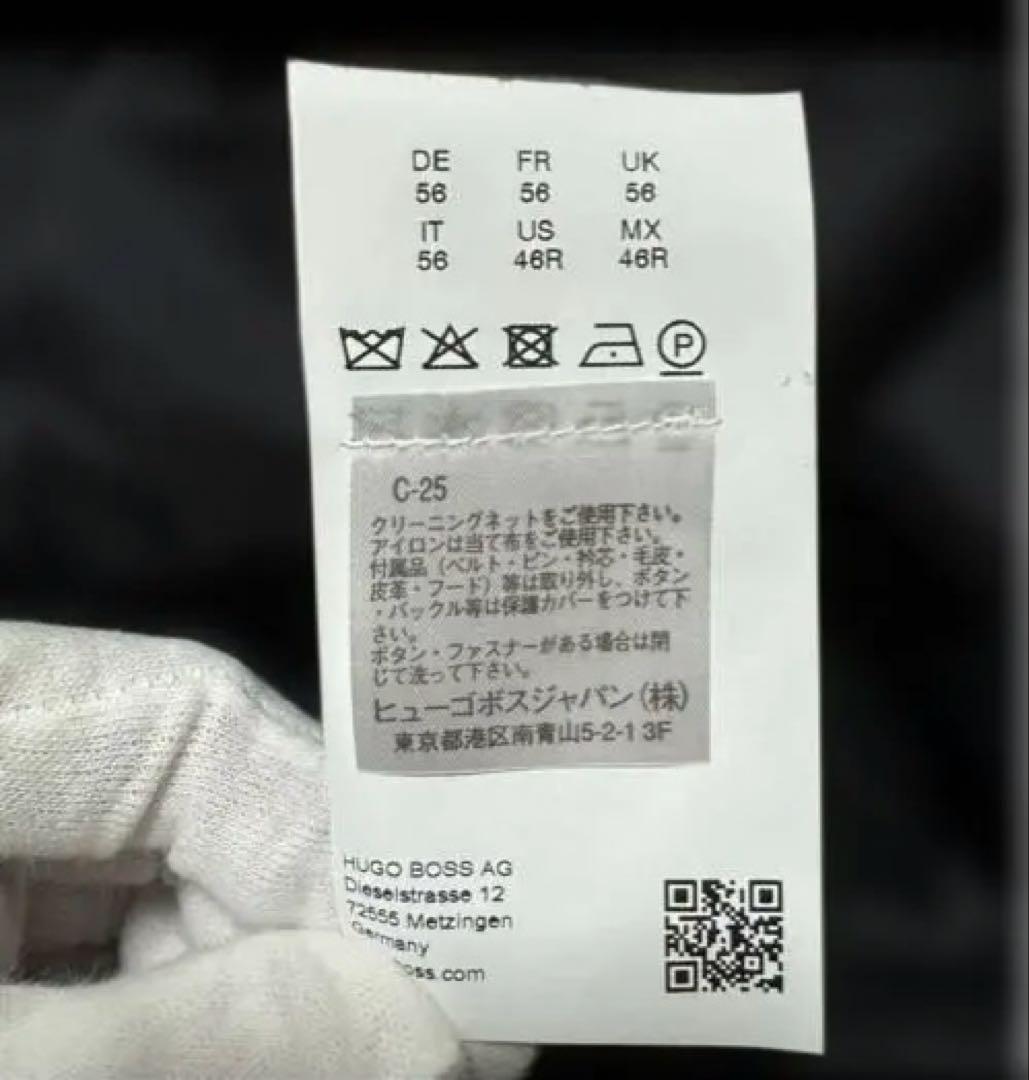 DE FR UK
56 56 56
IT US MX
56 46R 46R
P
C-25
クリーニングネットをご使用下さい。
アイロンは当て布をご使用下さい。
付属品（ベルト・ピン・衿芯・毛皮・
皮革・フード）等は取り外し、ボタン
・バックル等は保護カバーをつけて下
さい。
ボタン・ファスナーがある場合は閉
じて洗って下さい。
ヒューゴボスジャパン（株）
東京都港区南青山5-2-1 3F
HUGO BOSS AG
Dieselstrasse 12
72555 Metzingen
Germany
oss.com